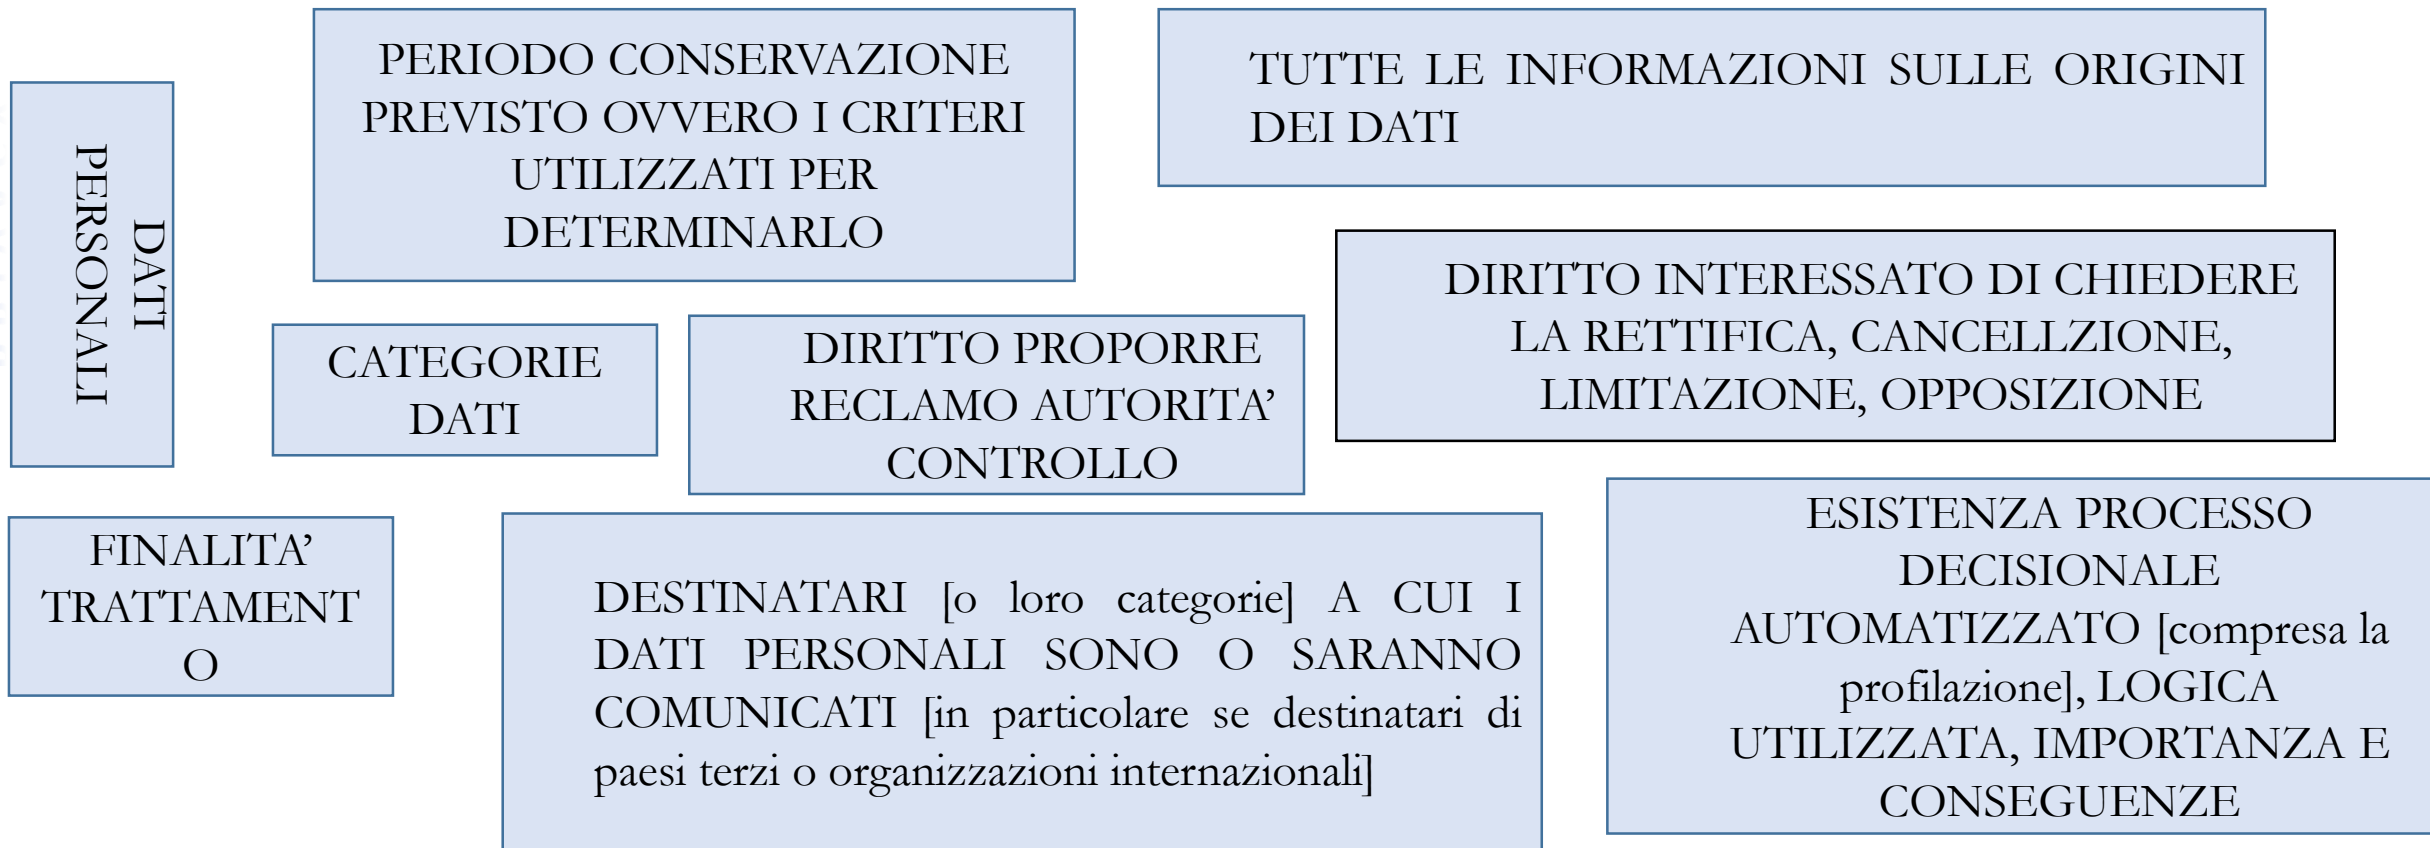 DATI
PERSONALI
PERIODO CONSERVAZIONE
PREVISTO OVVERO I CRITERI
UTILIZZATI PER
DETERMINARLO
TUTTE LE INFORMAZIONI SULLE ORIGINI
DEI DATI
CATEGORIE
DATI
DIRITTO PROPORRE
RECLAMO AUTORITA’
CONTROLLO
DIRITTO INTERESSATO DI CHIEDERE
LA RETTIFICA, CANCELLZIONE,
LIMITAZIONE, OPPOSIZIONE
FINALITA’
TRATTAMENT
O
DESTINATARI [o loro categorie] A CUI I
DATI PERSONALI SONO O SARANNO
COMUNICATI [in particolare se destinatari di
paesi terzi o organizzazioni internazionali]
ESISTENZA PROCESSO
DECISIONALE
AUTOMATIZZATO [compresa la
profilazione], LOGICA
UTILIZZATA, IMPORTANZA E
CONSEGUENZE